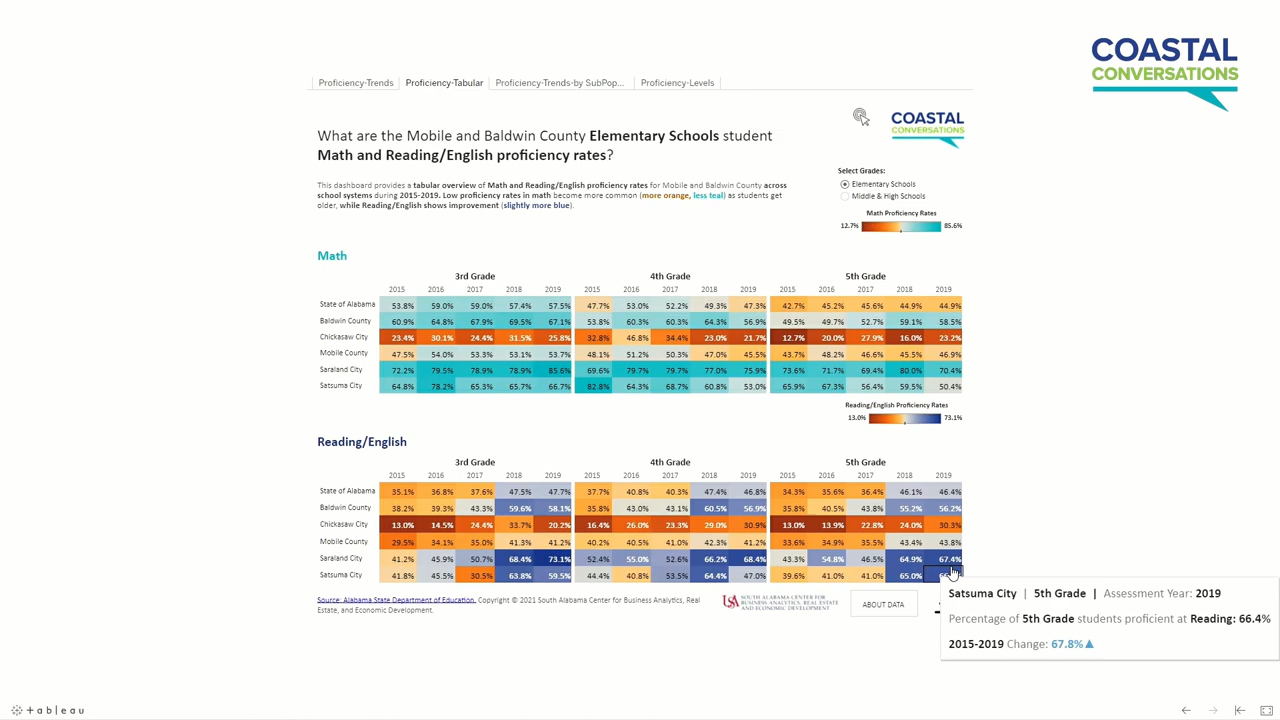 COASTAL
CONVERSATIONS
Proficiency-Trends
Proficiency-Tabular
Proficiency-Trends-by SubPop...
Proficiency-Levels
What are the Mobile and Baldwin County Elementary Schools student
Math and Reading/English proficiency rates?
COASTAL
CONVERSATIONS
This dashboard provides a tabular overview of Math and Reading/English proficiency rates for Mobile and Baldwin County across
school systems during 2015-2019. Low proficiency rates in math become more common (more orange, less teal) as students get
older, while Reading/English shows improvement (slightly more blue).
Select Grades:
Elementary Schools
Middle & High Schools
Math Proficiency Rates
12.7% 85.6%
Math
3rd Grade 4th Grade 5th Grade
2015 2016 2017 2018 2019 2015 2016 2017 2018 2019 2015 2016 2017 2018 2019
State of Alabama 53.8% 59.0% 59.0% 57.4% 57.5% 47.7% 53.0% 52.2% 49.3% 47.3% 42.7% 45.2% 45.6% 44.9% 44.9%
Baldwin County 60.9% 64.8% 67.9% 69.5% 67.1% 53.8% 60.3% 60.3% 64.3% 56.9% 49.5% 49.7% 52.7% 59.1% 58.5%
Chickasaw City 23.4% 30.1% 24.4% 31.5% 25.8% 32.8% 46.8% 34.4% 23.0% 21.7% 12.7% 20.0% 27.9% 16.0% 23.2%
Mobile County 47.5% 54.0% 53.3% 53.1% 53.7% 48.1% 51.2% 50.3% 47.0% 45.5% 43.7% 48.2% 46.6% 45.5% 46.9%
Saraland City 72.2% 79.5% 78.9% 78.9% 85.6% 69.6% 79.7% 79.7% 77.0% 75.9% 73.6% 71.7% 69.4% 80.0% 70.4%
Satsuma City 64.8% 78.2% 65.3% 65.7% 66.7% 82.8% 64.3% 68.7% 60.8% 53.0% 65.9% 67.3% 56.4% 59.5% 50.4%
Reading/English Proficiency Rates
13.0% 73.1%
Reading/English
3rd Grade 4th Grade 5th Grade
2015 2016 2017 2018 2019 2015 2016 2017 2018 2019 2015 2016 2017 2018 2019
State of Alabama 35.1% 36.8% 37.6% 47.5% 47.7% 37.7% 40.8% 40.3% 47.4% 46.8% 34.3% 35.6% 36.4% 46.1% 46.4%
Baldwin County 38.2% 39.3% 43.3% 59.6% 58.1% 35.8% 43.0% 43.1% 60.5% 56.9% 35.8% 40.5% 43.8% 55.2% 56.2%
Chickasaw City 13.0% 14.5% 24.4% 33.7% 20.2% 16.4% 26.0% 23.3% 29.0% 30.9% 13.0% 13.9% 22.8% 24.0% 30.3%
Mobile County 29.5% 34.1% 35.0% 41.3% 41.2% 40.2% 40.5% 41.0% 42.3% 41.2% 33.6% 34.9% 35.5% 43.4% 43.8%
Saraland City 41.2% 45.9% 50.7% 68.4% 73.1% 52.4% 55.0% 52.6% 66.2% 68.4% 43.3% 54.8% 46.5% 64.9% 67.4%
Satsuma City 41.8% 45.5% 30.5% 63.8% 59.5% 44.4% 40.8% 53.5% 64.4% 47.0% 39.6% 41.0% 41.0% 65.0%
Source: Alabama State Department of Education. Copyright © 2021 South Alabama Center for Business Analytics, Real
Estate, and Economic Development.
USA SOUTH ALABAMA CENTER FOR
BUSINESS ANALYTICS, REAL ESTATE
AND ECONOMIC DEVELOPMENT
ABOUT DATA
Satsuma City | 5th Grade | Assessment Year: 2019
Percentage of 5th Grade students proficient at Reading: 66.4%
2015-2019 Change: 67.8%▲
+ a b l e a u